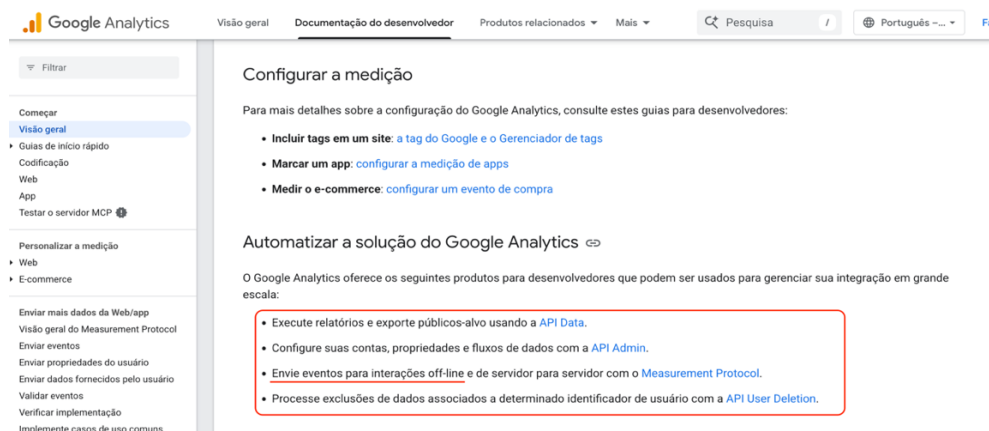 Google Analytics
Visão geral
Documentação do desenvolvedor
Produtos relacionados
Mais
Pesquisa
/
Português –...
Filtrar
Começar
Visão geral
Guias de início rápido
Codificação
Web
App
Testar o servidor MCP
Personalizar a medição
Web
E-commerce
Enviar mais dados da Web/app
Visão geral do Measurement Protocol
Enviar eventos
Enviar propriedades do usuário
Enviar dados fornecidos pelo usuário
Validar eventos
Verificar implementação
Implemente casos de uso comuns
Configurar a medição
Para mais detalhes sobre a configuração do Google Analytics, consulte estes guias para desenvolvedores:
• Incluir tags em um site: a tag do Google e o Gerenciador de tags
• Marcar um app: configurar a medição de apps
• Medir o e-commerce: configurar um evento de compra
Automatizar a solução do Google Analytics
O Google Analytics oferece os seguintes produtos para desenvolvedores que podem ser usados para gerenciar sua integração em grande
escala:
• Execute relatórios e exporte públicos-alvo usando a API Data.
• Configure suas contas, propriedades e fluxos de dados com a API Admin.
• Envie eventos para interações off-line e de servidor para servidor com o Measurement Protocol.
• Processe exclusões de dados associados a determinado identificador de usuário com a API User Deletion.